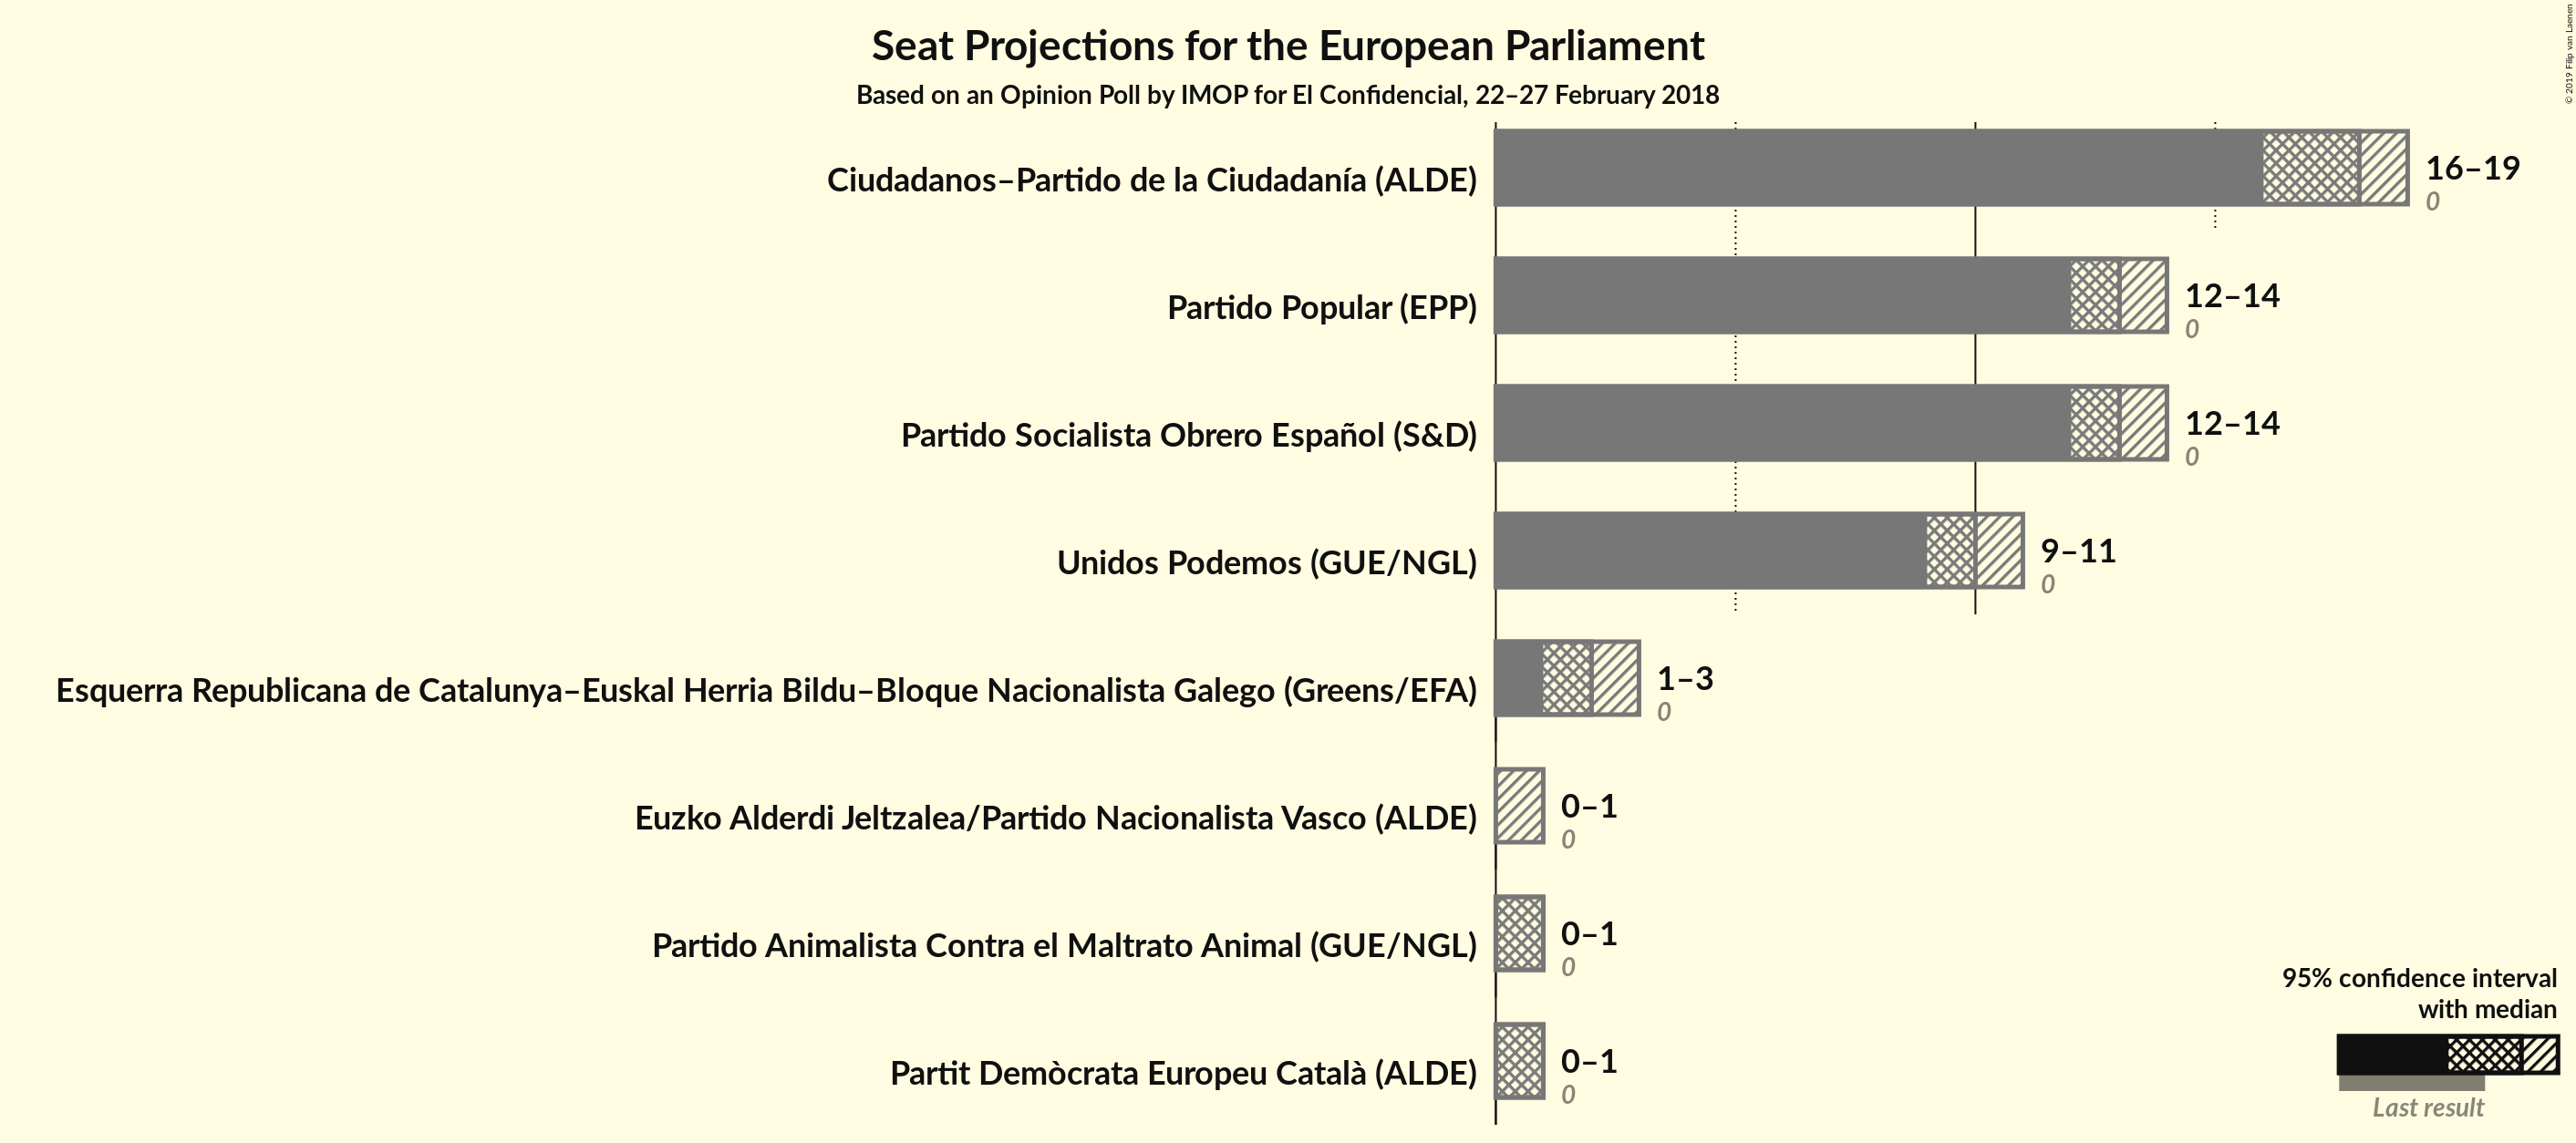 Seat Projections for the European Parliament
Based on an Opinion Poll by IMOP for El Confidencial, 22–27 February 2018
© 2019 Filip van Laenen
Ciudadanos–Partido de la Ciudadanía (ALDE)
16–19
0
Partido Popular (EPP)
12–14
0
Partido Socialista Obrero Español (S&D)
12–14
0
Unidos Podemos (GUE/NGL)
9–11
0
Esquerra Republicana de Catalunya–Euskal Herria Bildu–Bloque Nacionalista Galego (Greens/EFA)
1–3
0
Euzko Alderdi Jeltzalea/Partido Nacionalista Vasco (ALDE)
0–1
0
Partido Animalista Contra el Maltrato Animal (GUE/NGL)
0–1
0
Partit Demòcrata Europeu Català (ALDE)
0–1
0
95% confidence interval
with median
Last result